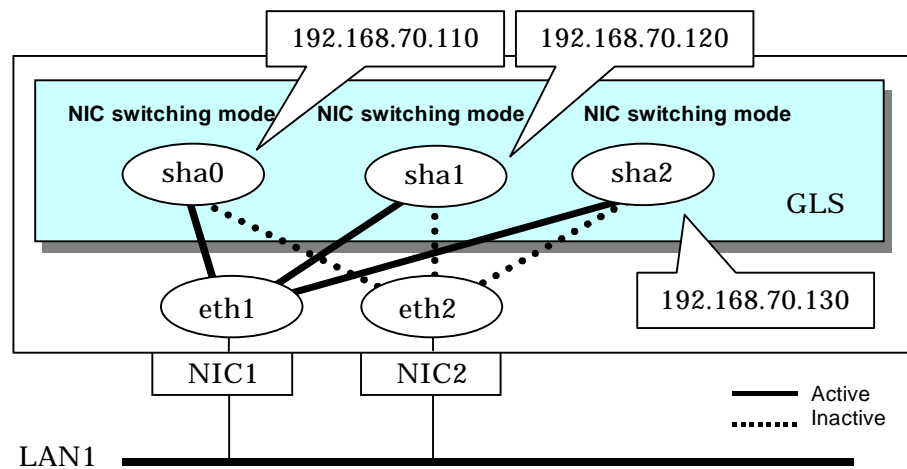 192.168.70.110
192.168.70.120
NIC switching mode
NIC switching mode
NIC switching mode
sha0
sha1
sha2
GLS
192.168.70.130
eth1
eth2
NIC1
NIC2
Active
Inactive
LAN1